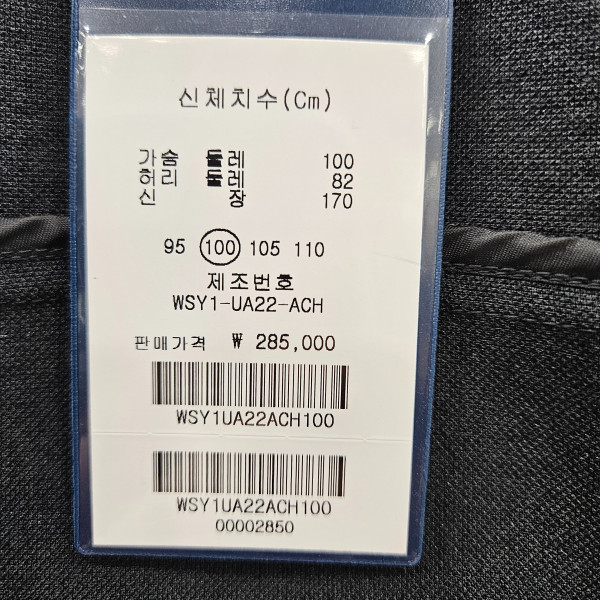 신체치수(Cm)
가슴 둘레 100
허리 둘레 82
신 장 170
95 100 105 110
제조번호
WSY1-UA22-ACH
판매가격 ₩ 285,000
WSY1UA22ACH100
WSY1UA22ACH100
00002850